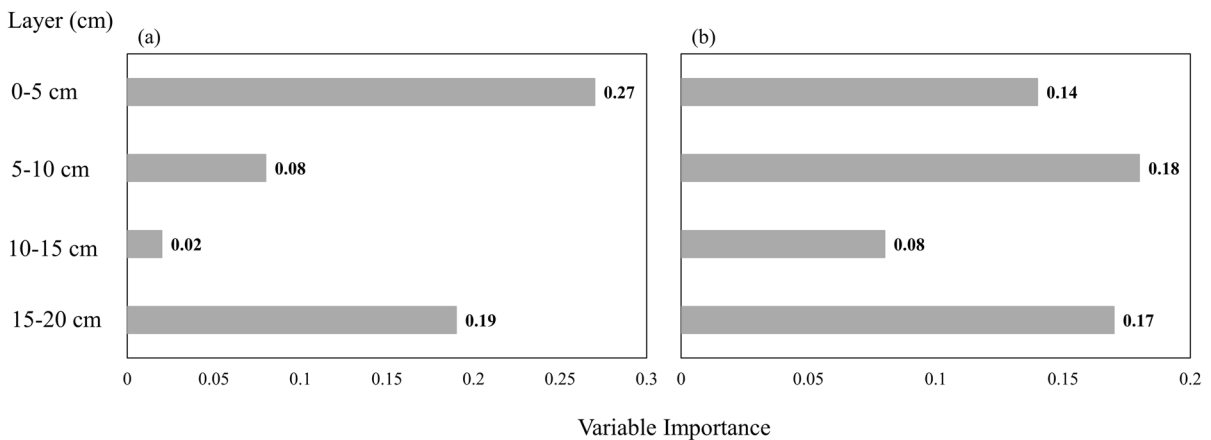 Layer (cm)
(a)
(b)
0-5 cm
0.27
0.14
5-10 cm
0.08
0.18
10-15 cm
0.02
0.08
15-20 cm
0.19
0.17
0 0.05 0.1 0.15 0.2 0.25 0.3
0 0.05 0.1 0.15 0.2
Variable Importance